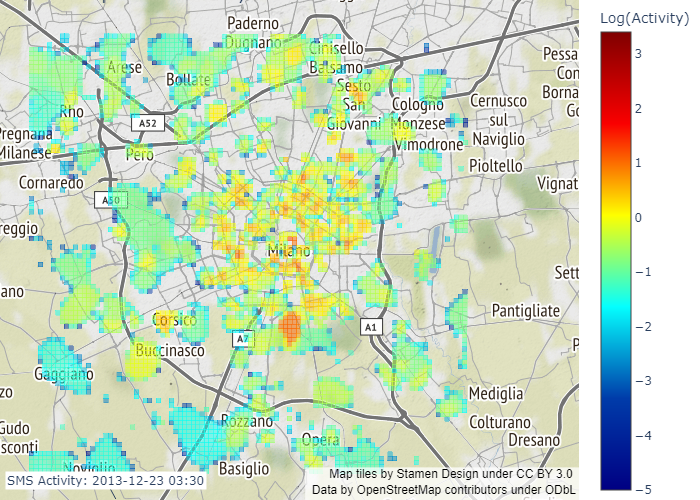 Log(Activity)
Paderno
Dugnano
Cinisello
Balsamo
Pessa
Con
Borna
Go
Arese
Bollate
Sesto
San
Giovanni
Cologno
Monzese
Cernusco
sul
Naviglio
Rho
A52
Pregnana
Milanese
Pero
Vimodrone
Pioltello
Cornaredo
A50
Vignat
reggio
Milano
Sett
ano
Corsico
A7
A1
Pantigliate
Buccinasco
P
Gaggiano
zo
Mediglia
Rozzano
Colturano
Gudo
sconti
Opera
Dresano
Noviglio
Basiglio
SMS Activity: 2013-12-23 03:30
Map tiles by Stamen Design under CC BY 3.0
Data by OpenStreetMap contributors under ODbL
3
2
1
0
−1
−2
−3
−4
−5